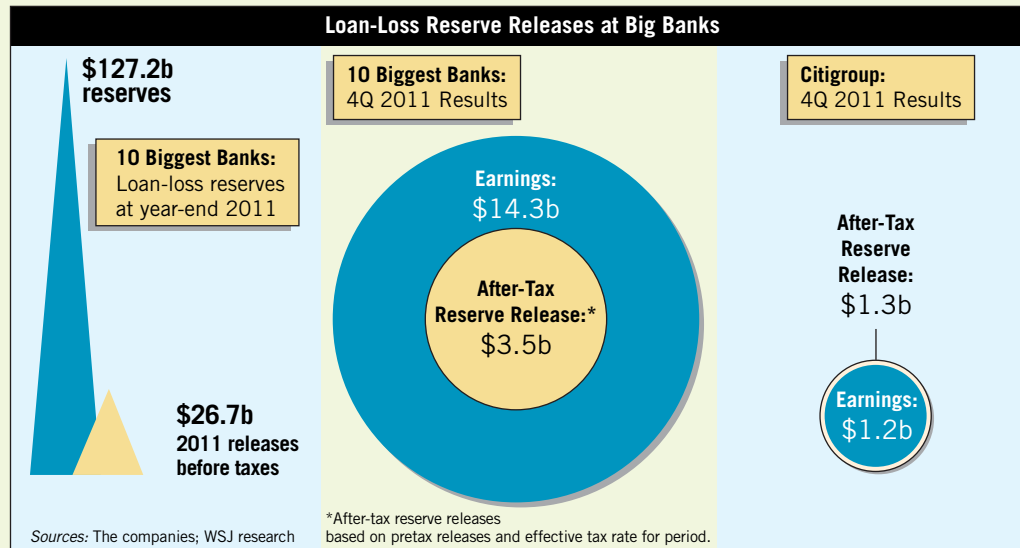 Loan-Loss Reserve Releases at Big Banks
$127.2b
reserves
10 Biggest Banks:
Loan-loss reserves
at year-end 2011
$26.7b
2011 releases
before taxes
Sources: The companies; WSJ research
10 Biggest Banks:
4Q 2011 Results
Earnings:
$14.3b
After-Tax
Reserve Release:*
$3.5b
*After-tax reserve releases
based on pretax releases and effective tax rate for period.
Citigroup:
4Q 2011 Results
After-Tax
Reserve
Release:
$1.3b
Earnings:
$1.2b